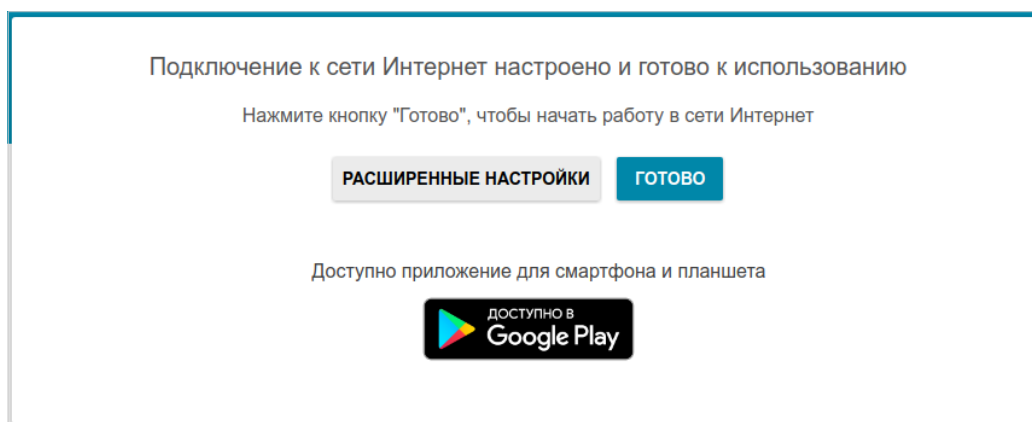 Подключение к сети Интернет настроено и готово к использованию
Нажмите кнопку "Готово", чтобы начать работу в сети Интернет
РАСШИРЕННЫЕ НАСТРОЙКИ ГОТОВО
Доступно приложение для смартфона и планшета
ДОСТУПНО В
Google Play